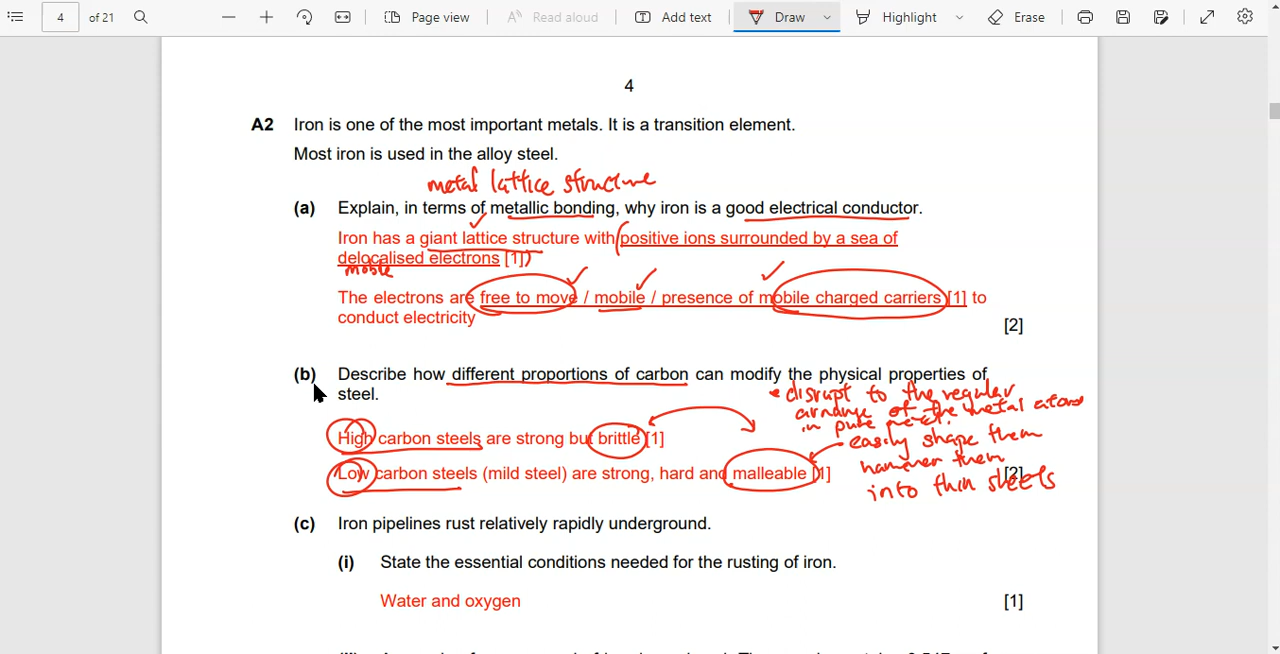 4 of 21 Page view Read aloud Add text Draw Highlight Erase
4
A2 Iron is one of the most important metals. It is a transition element.
Most iron is used in the alloy steel.
metal lattice structure
(a) Explain, in terms of metallic bonding, why iron is a good electrical conductor.
Iron has a giant lattice structure with (positive ions surrounded by a sea of
delocalised electrons [1])
mobile
The electrons are free to move / mobile / presence of mobile charged carriers [1] to
conduct electricity
[2]
(b) Describe how different proportions of carbon can modify the physical properties of
steel.
• disrupt to the regular
arrange of the metal atoms
in pure metal.
High carbon steels are strong but brittle [1]
easily shape them
hammer them
Low carbon steels (mild steel) are strong, hard and malleable [1]
[2]
into thin steels
(c) Iron pipelines rust relatively rapidly underground.
(i) State the essential conditions needed for the rusting of iron.
Water and oxygen
[1]